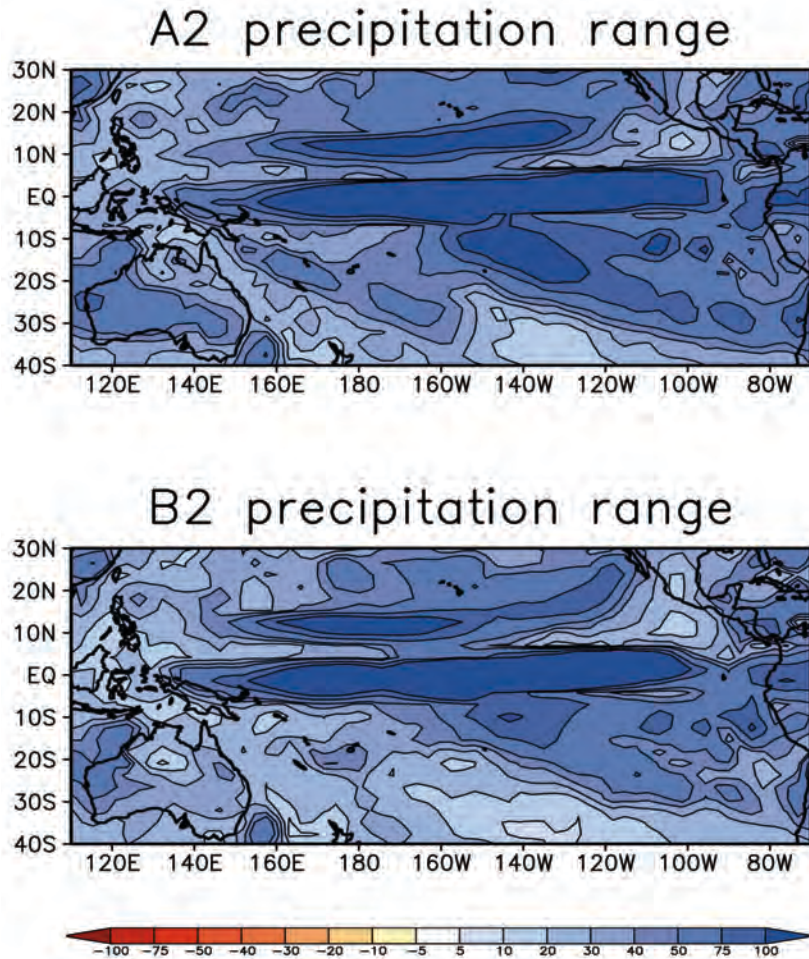 A2 precipitation range
30N
20N
10N
EQ
10S
20S
30S
40S
120E 140E 160E 180 160W 140W 120W 100W 80W
B2 precipitation range
30N
20N
10N
EQ
10S
20S
30S
40S
120E 140E 160E 180 160W 140W 120W 100W 80W
−100 −75 −50 −40 −30 −20 −10 −5 5 10 20 30 40 50 75 100